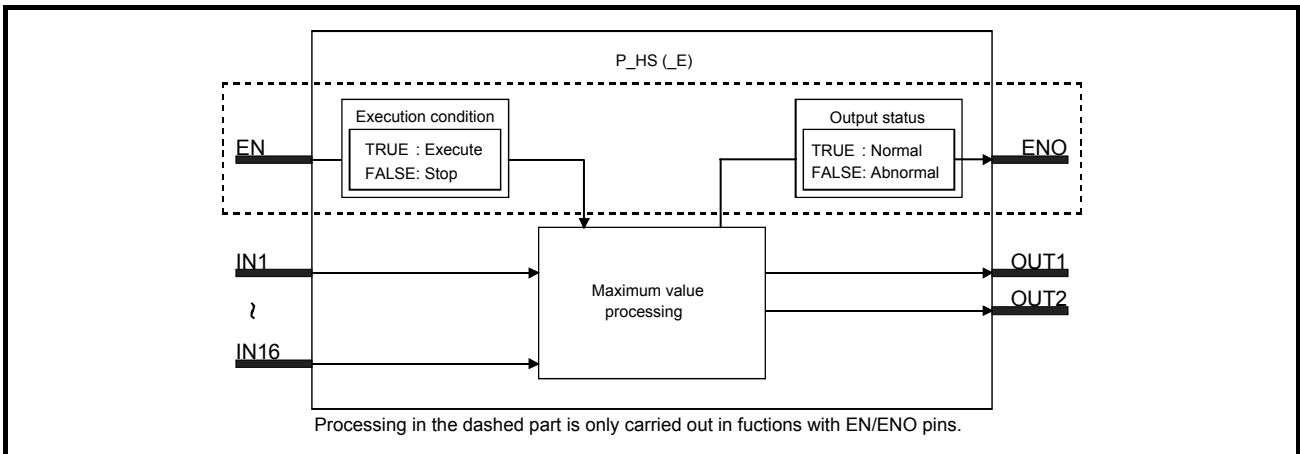 P_HS (_E)
Execution condition
TRUE : Execute
FALSE: Stop
Output status
TRUE : Normal
FALSE: Abnormal
EN
ENO
IN1
~
IN16
Maximum value
processing
OUT1
OUT2
Processing in the dashed part is only carried out in fuctions with EN/ENO pins.